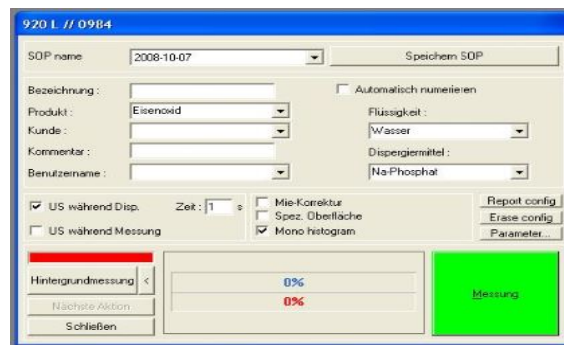 920 L // 0984
SOP name 2008-10-07 Speichern SOP
Bezeichnung : Automatisch numerieren
Produkt : Eisenoxid Flüssigkeit :
Kunde : Wasser
Kommentar : Dispergiermittel :
Benutzername : Na-Phosphat
US während Disp. Zeit : 1 s Mie-Korrektur Report config
Spez. Oberfläche Erase config
US während Messung Mono histogram Parameter...
Hintergrundmessung < 0% Messung
Nächste Aktion 0%
Schließen